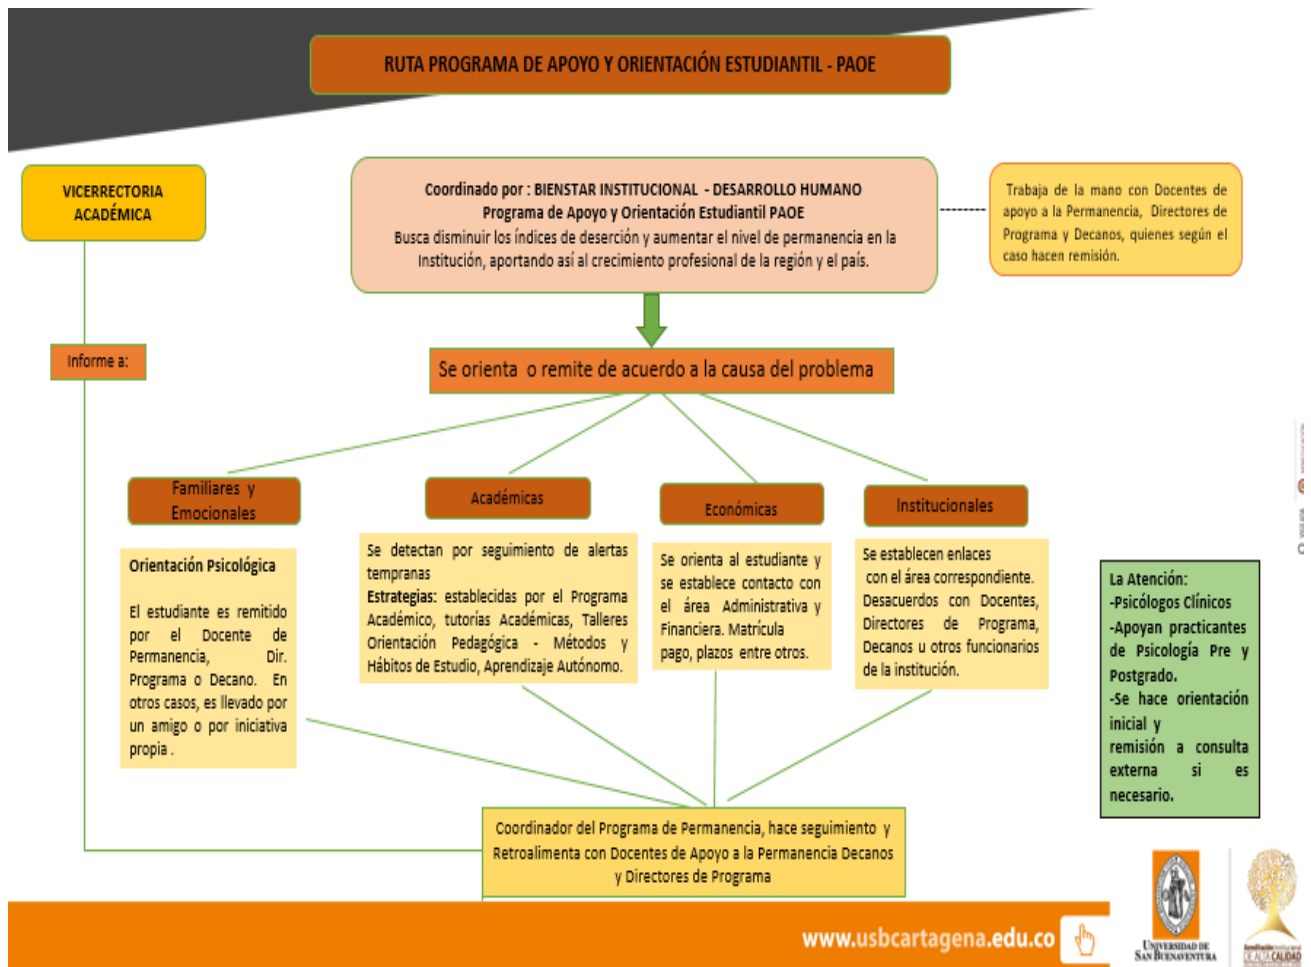 RUTA PROGRAMA DE APOYO Y ORIENTACIÓN ESTUDIANTIL - PAOE
VICERRECTORIA
ACADÉMICA
Coordinado por : BIENSTAR INSTITUCIONAL - DESARROLLO HUMANO
Programa de Apoyo y Orientación Estudiantil PAOE
Busca disminuir los índices de deserción y aumentar el nivel de permanencia en la
Institución, aportando así al crecimiento profesional de la región y el país.
Trabaja de la mano con Docentes de
apoyo a la Permanencia, Directores de
Programa y Decanos, quienes según el
caso hacen remisión.
Informe a:
Se orienta o remite de acuerdo a la causa del problema
Familiares y
Emocionales
Académicas
Económicas
Institucionales
Orientación Psicológica
El estudiante es remitido
por el Docente de
Permanencia, Dir.
Programa o Decano. En
otros casos, es llevado por
un amigo o por iniciativa
propia .
Se detectan por seguimiento de alertas
tempranas
Estrategias: establecidas por el Programa
Académico, tutorías Académicas, Talleres
Orientación Pedagógica - Métodos y
Hábitos de Estudio, Aprendizaje Autónomo.
Se orienta al estudiante y
se establece contacto con
el área Administrativa y
Financiera. Matrícula
pago, plazos entre otros.
Se establecen enlaces
con el área correspondiente.
Desacuerdos con Docentes,
Directores de Programa,
Decanos u otros funcionarios
de la institución.
La Atención:
-Psicólogos Clínicos
-Apoyan practicantes
de Psicología Pre y
Postgrado.
-Se hace orientación
inicial y
remisión a consulta
externa si es
necesario.
Coordinador del Programa de Permanencia, hace seguimiento y
Retroalimenta con Docentes de Apoyo a la Permanencia Decanos
y Directores de Programa
www.usbcartagena.edu.co
UNIVERSIDAD DE
SAN BUENAVENTURA
Acreditación Institucional
DE ALTA CALIDAD